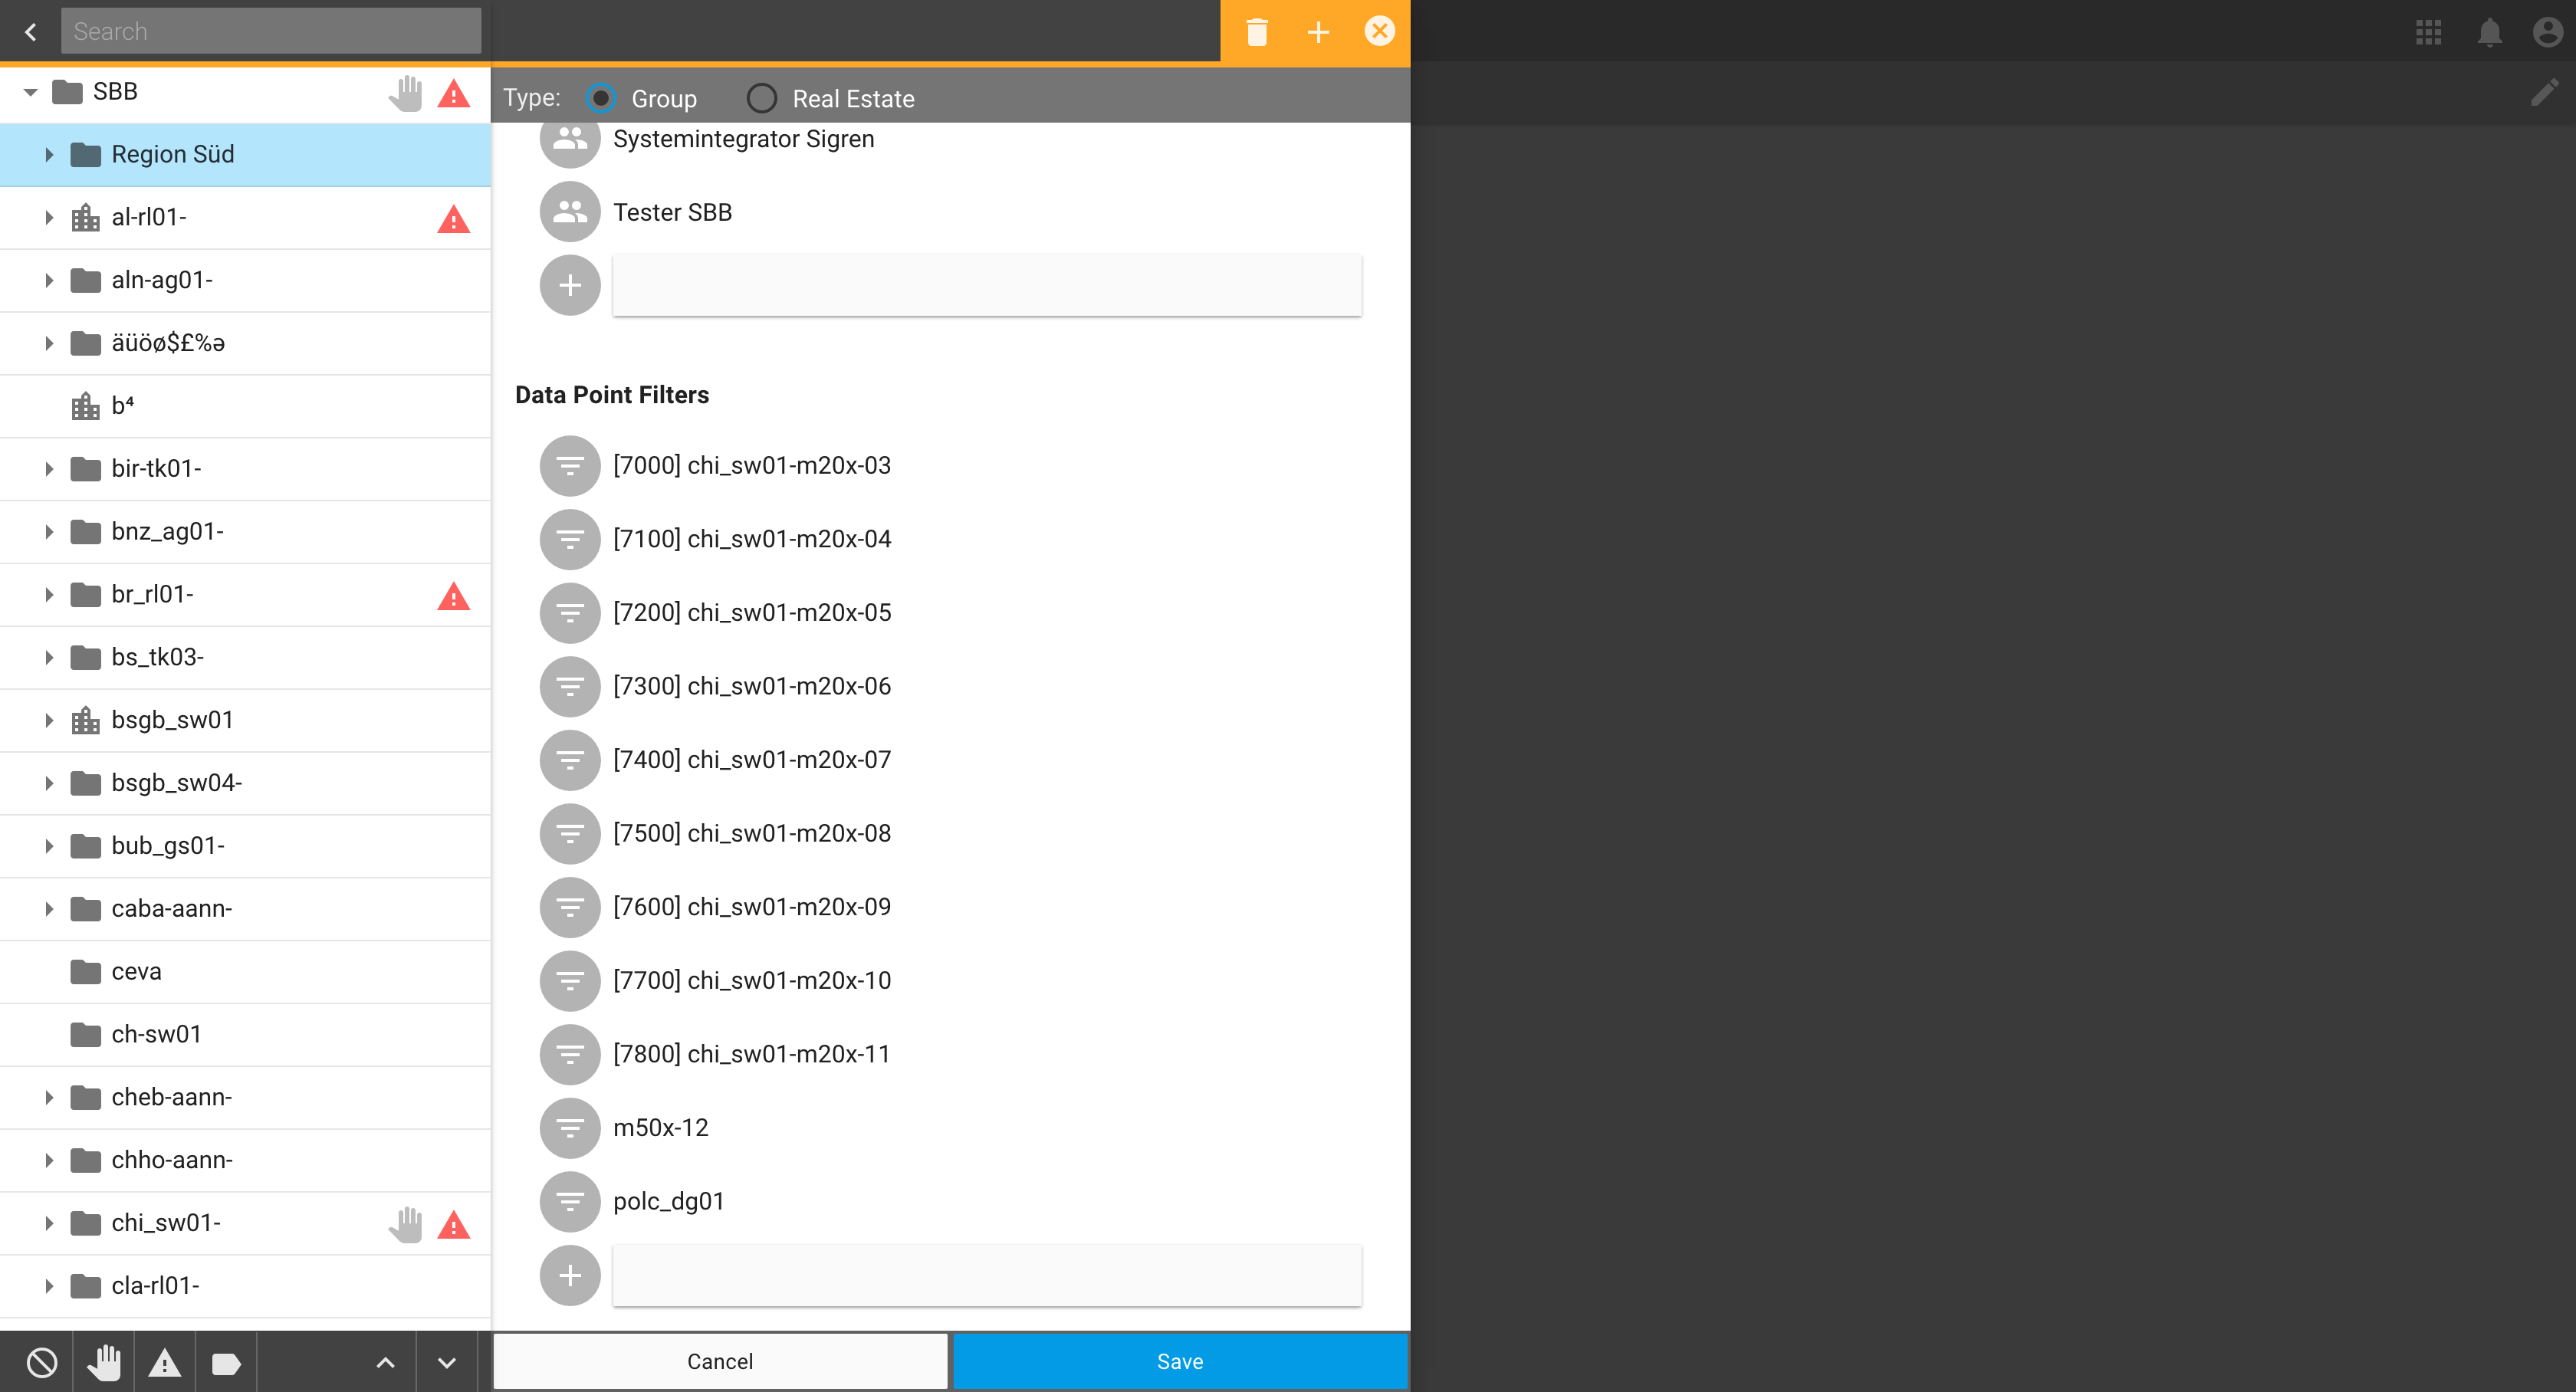 Search
SBB
Region Süd
al-rl01-
aln-ag01-
äüöø$£%ə
b⁴
bir-tk01-
bnz_ag01-
br_rl01-
bs_tk03-
bsgb_sw01
bsgb_sw04-
bub_gs01-
caba-aann-
ceva
ch-sw01
cheb-aann-
chho-aann-
chi_sw01-
cla-rl01-
Type: Group Real Estate
Systemintegrator Sigren
Tester SBB
Data Point Filters
[7000] chi_sw01-m20x-03
[7100] chi_sw01-m20x-04
[7200] chi_sw01-m20x-05
[7300] chi_sw01-m20x-06
[7400] chi_sw01-m20x-07
[7500] chi_sw01-m20x-08
[7600] chi_sw01-m20x-09
[7700] chi_sw01-m20x-10
[7800] chi_sw01-m20x-11
m50x-12
polc_dg01
Cancel
Save